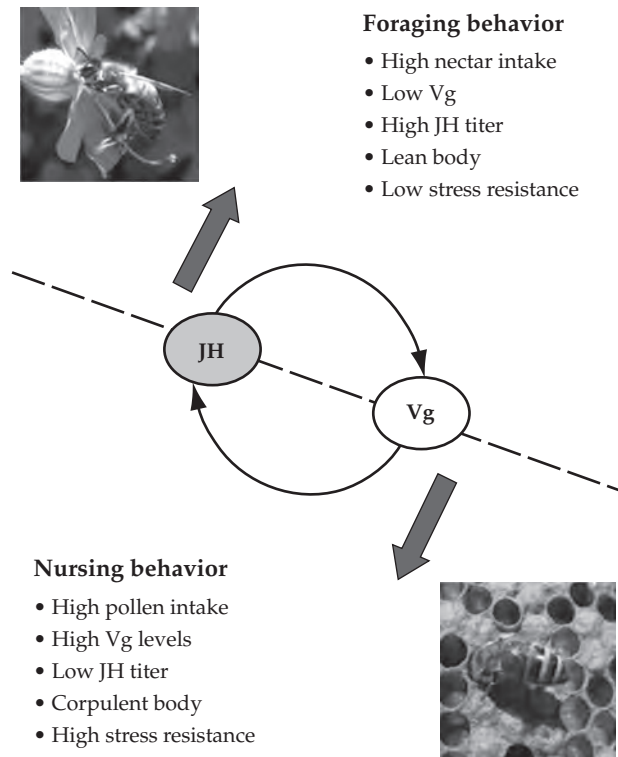 Foraging behavior
• High nectar intake
• Low Vg
• High JH titer
• Lean body
• Low stress resistance
JH
Vg
Nursing behavior
• High pollen intake
• High Vg levels
• Low JH titer
• Corpulent body
• High stress resistance